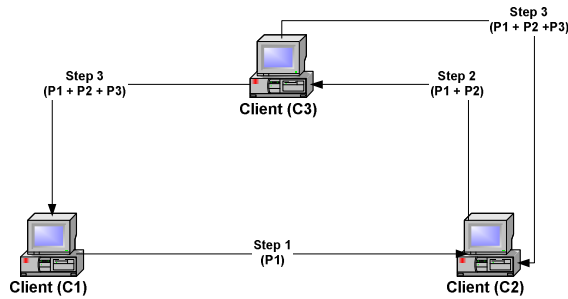 Step 3
(P1 + P2 +P3)
Step 3
(P1 + P2 + P3)
Step 2
(P1 + P2)
Client (C3)
Step 1
(P1)
Client (C1)
Client (C2)